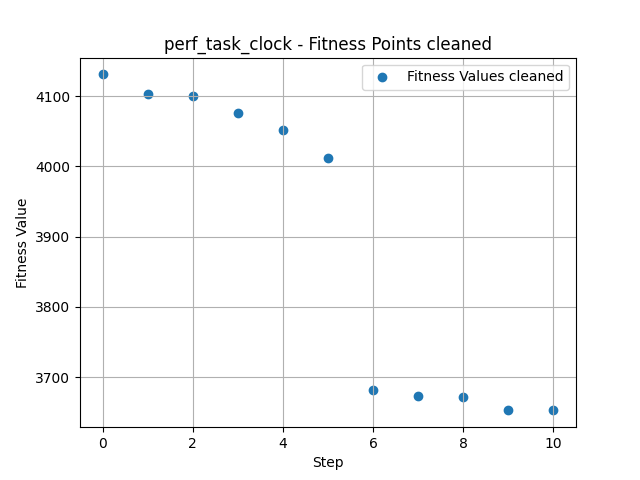 perf_task_clock - Fitness Points cleaned
Fitness Values cleaned
4100
4000
3900
3800
3700
Fitness Value
0 2 4 6 8 10
Step